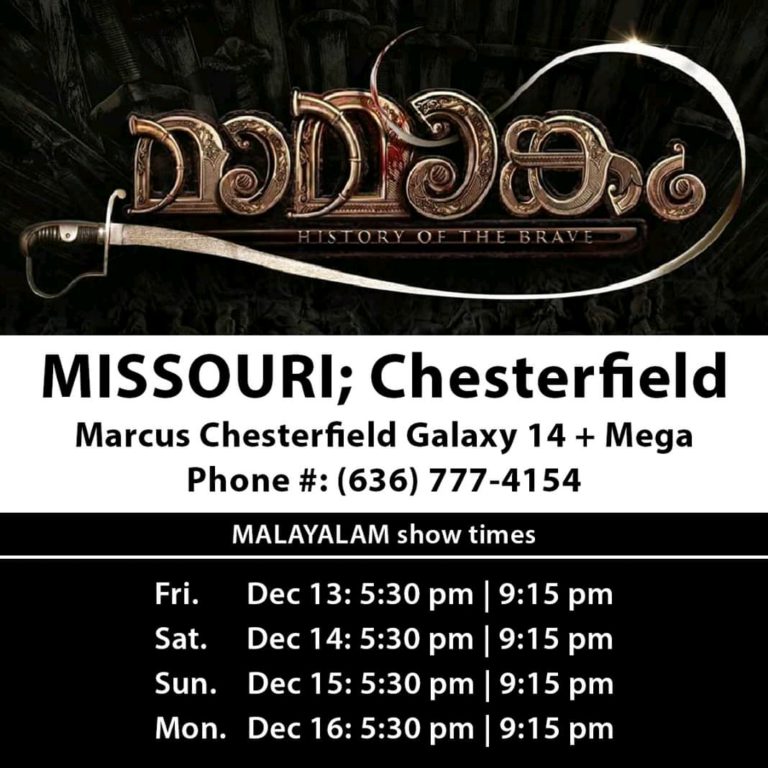 മാമാങ്കം
HISTORY OF THE BRAVE
MISSOURI; Chesterfield
Marcus Chesterfield Galaxy 14 + Mega
Phone #: (636) 777-4154
MALAYALAM show times
Fri. Dec 13: 5:30 pm | 9:15 pm
Sat. Dec 14: 5:30 pm | 9:15 pm
Sun. Dec 15: 5:30 pm | 9:15 pm
Mon. Dec 16: 5:30 pm | 9:15 pm